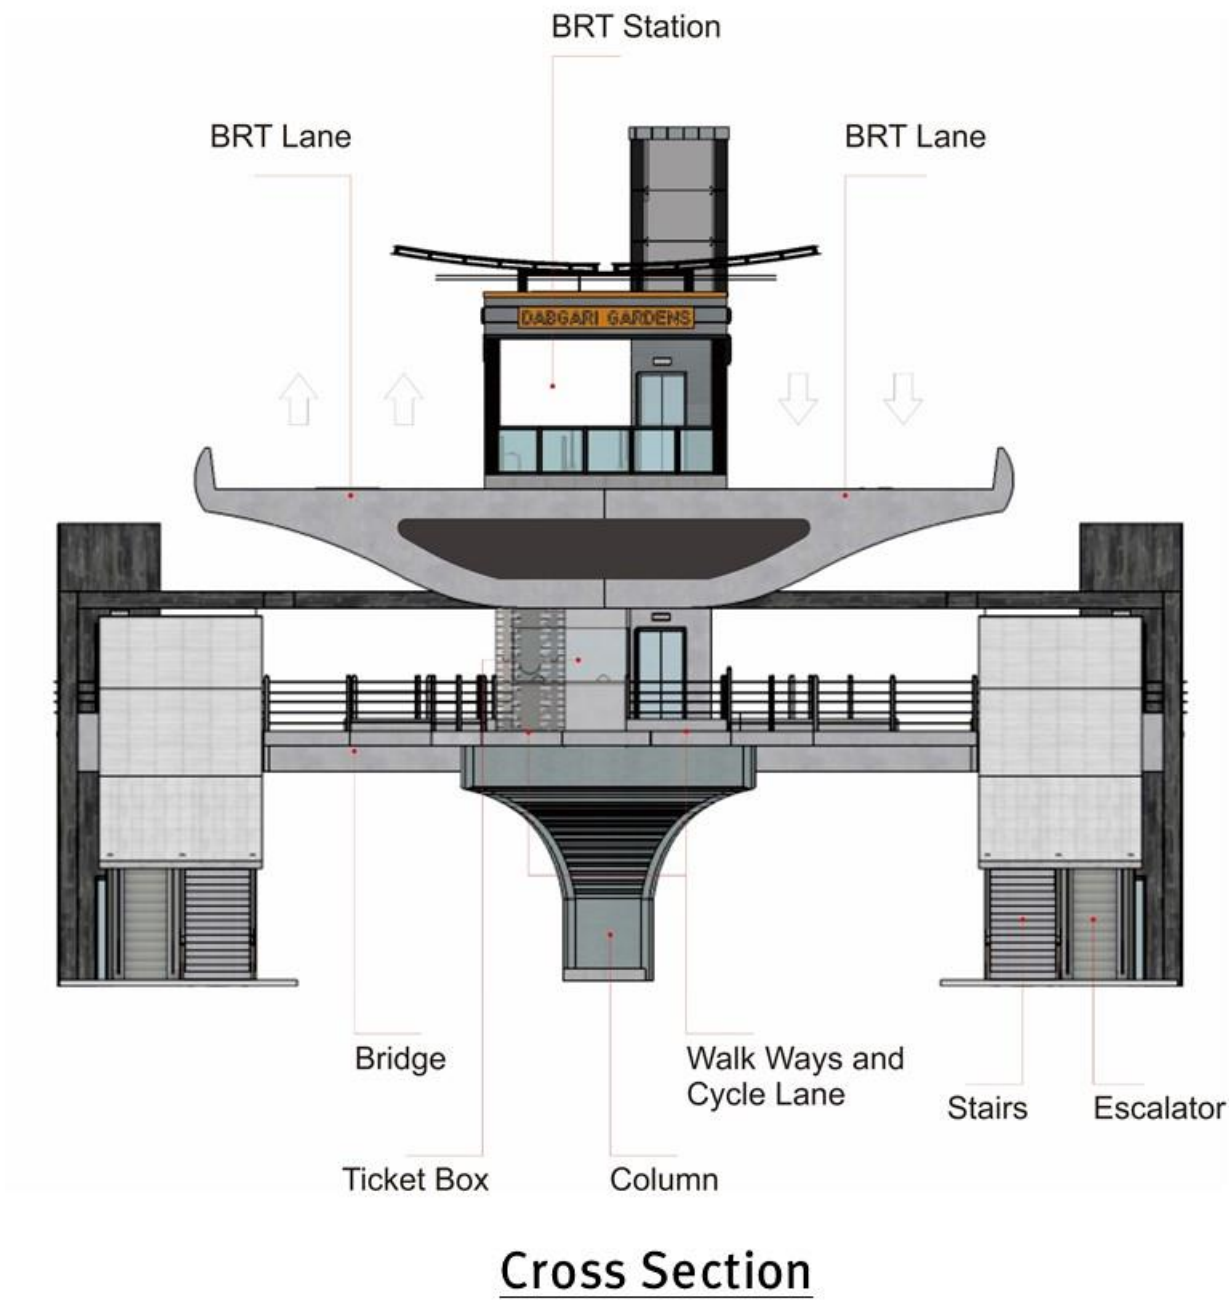 BRT Station
BRT Lane
BRT Lane
DABGARI GARDENS
Bridge
Walk Ways and
Cycle Lane
Stairs
Escalator
Ticket Box
Column
Cross Section